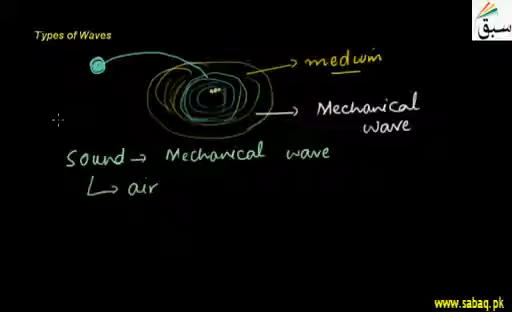 Types of Waves
سبق
medium
Mechanical
wave
Sound → Mechanical wave
air
www.sabaq.pk